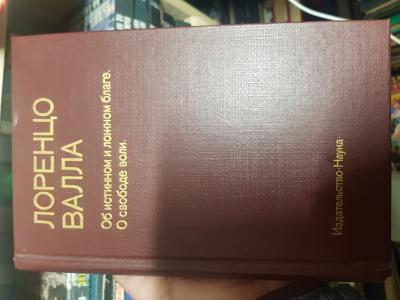 ЛОРЕНЦО
ВАЛЛА
Об истинном и ложном благе.
О свободе воли.
Издательство·Наука·